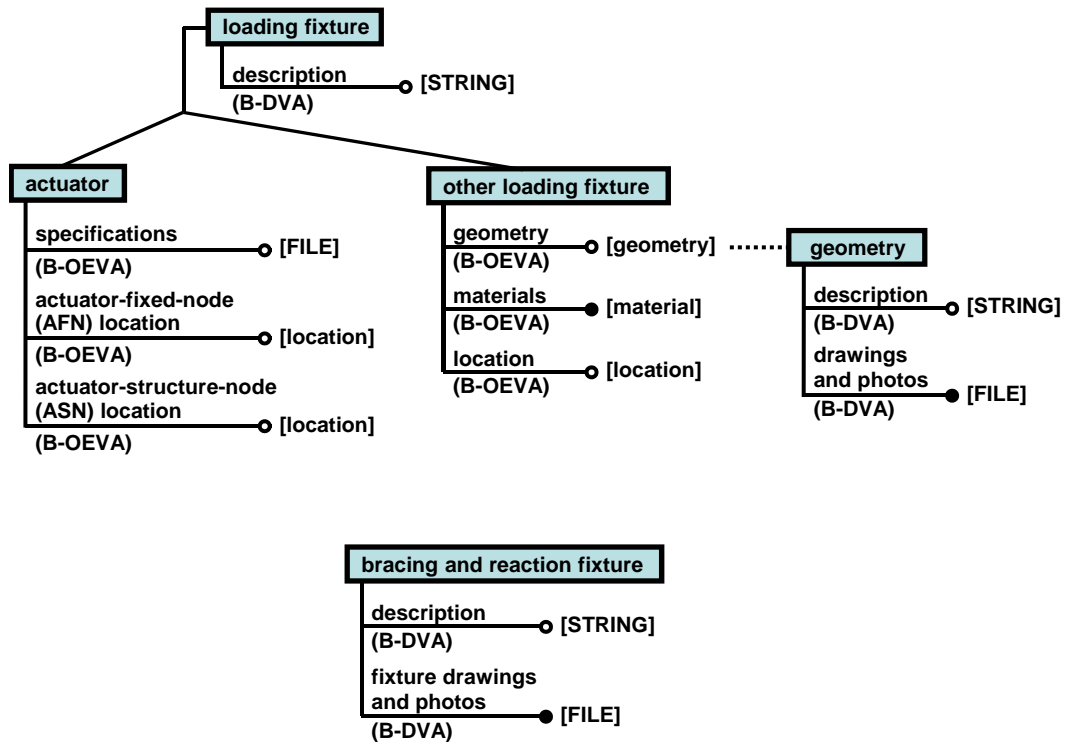 loading fixture
description
(B-DVA)
[STRING]
actuator
specifications
(B-OEVA)
[FILE]
actuator-fixed-node
(AFN) location
(B-OEVA)
[location]
actuator-structure-node
(ASN) location
(B-OEVA)
[location]
other loading fixture
geometry
(B-OEVA)
[geometry]
materials
(B-OEVA)
[material]
location
(B-OEVA)
[location]
geometry
description
(B-DVA)
[STRING]
drawings
and photos
(B-DVA)
[FILE]
bracing and reaction fixture
description
(B-DVA)
[STRING]
fixture drawings
and photos
(B-DVA)
[FILE]